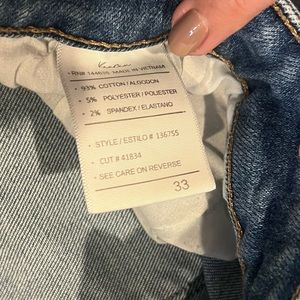 RN# 144635 MADE IN VIETNAM
• 93% COTTON / ALGODON
• 5% POLYESTER / POLIESTER
• 2% SPANDEX / ELASTANO
• STYLE / ESTILO # 136755
• CUT # 41834
• SEE CARE ON REVERSE
33